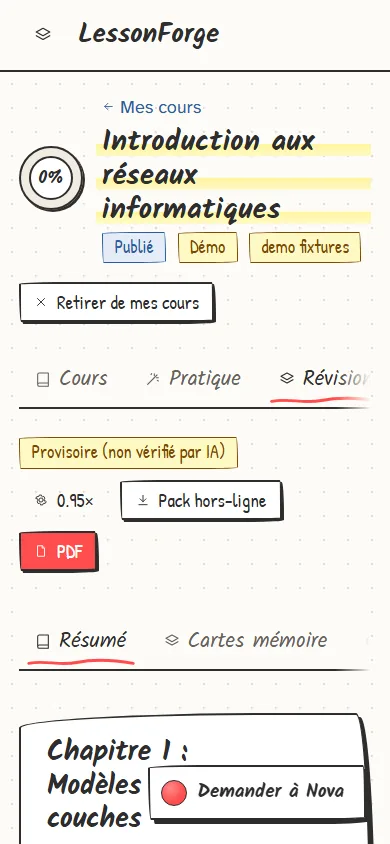 LessonForge
← Mes cours
0%
Introduction aux
réseaux
informatiques
Publié Démo demo fixtures
× Retirer de mes cours
Cours Pratique Révision
Provisoire (non vérifié par IA)
0.95× Pack hors-ligne
PDF
Résumé Cartes mémoire
Chapitre 1 :
Modèles
couches
Demander à Nova